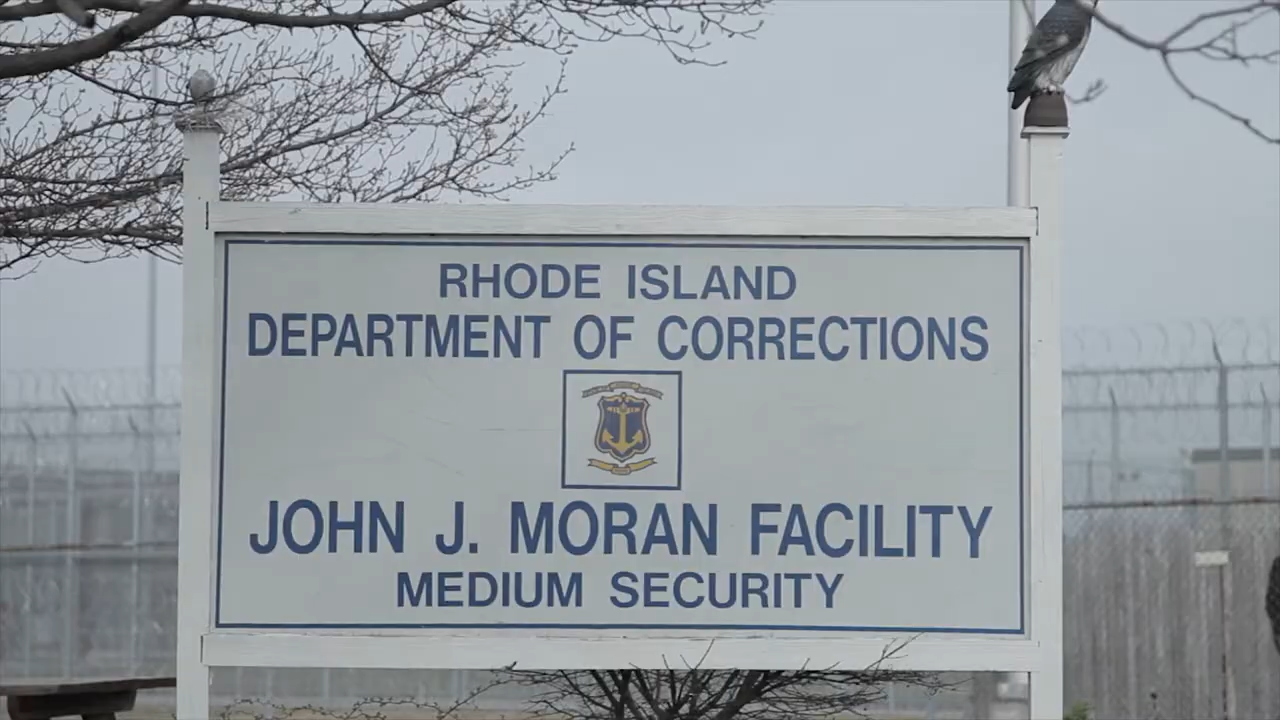 RHODE ISLAND
DEPARTMENT OF CORRECTIONS
JOHN J. MORAN FACILITY
MEDIUM SECURITY